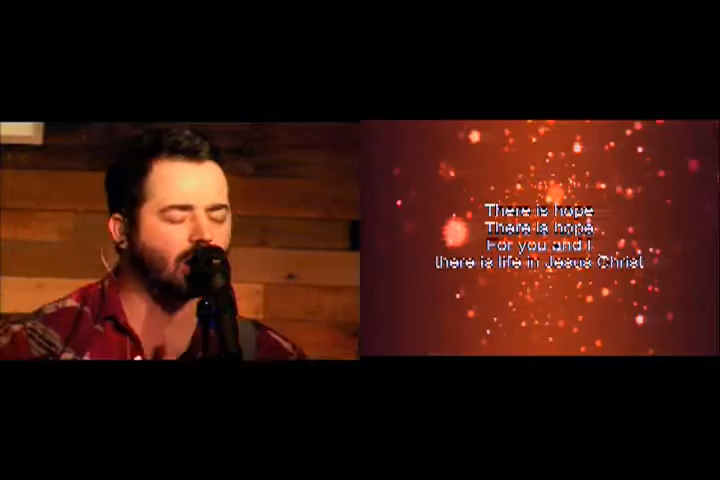 There is hope
There is hope
For you and I
there is life in Jesus Christ